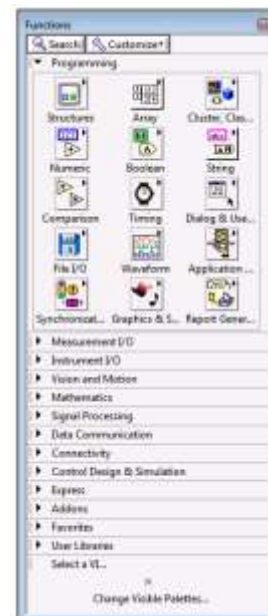 Functions
Search Customize
Programming
Structures Array Cluster, Clas...
Numeric Boolean String
Comparison Timing Dialog & Use...
File I/O Waveform Application ...
Synchronizat... Graphics & S... Report Gener...
Measurement I/O
Instrument I/O
Vision and Motion
Mathematics
Signal Processing
Data Communication
Connectivity
Control Design & Simulation
Express
Addons
Favorites
User Libraries
Select a VI...
Change Visible Palettes...